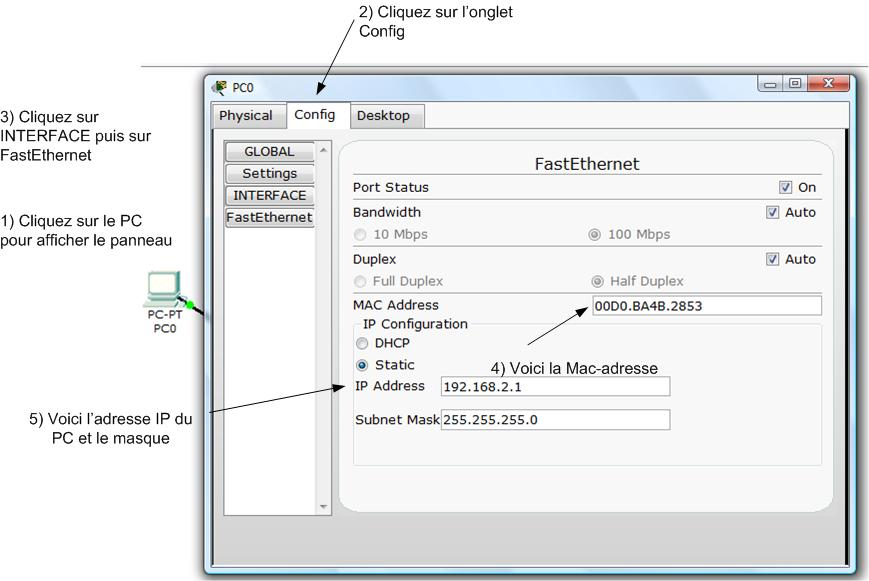 2) Cliquez sur l'onglet
Config
3) Cliquez sur
INTERFACE puis sur
FastEthernet
1) Cliquez sur le PC
pour afficher le panneau
PC-PT
PC0
5) Voici l'adresse IP du
PC et le masque
PC0
Physical Config Desktop
GLOBAL
Settings
INTERFACE
FastEthernet
FastEthernet
Port Status On
Bandwidth Auto
10 Mbps 100 Mbps
Duplex Auto
Full Duplex Half Duplex
MAC Address 00D0.BA4B.2853
IP Configuration
DHCP
Static
4) Voici la Mac-adresse
IP Address 192.168.2.1
Subnet Mask 255.255.255.0